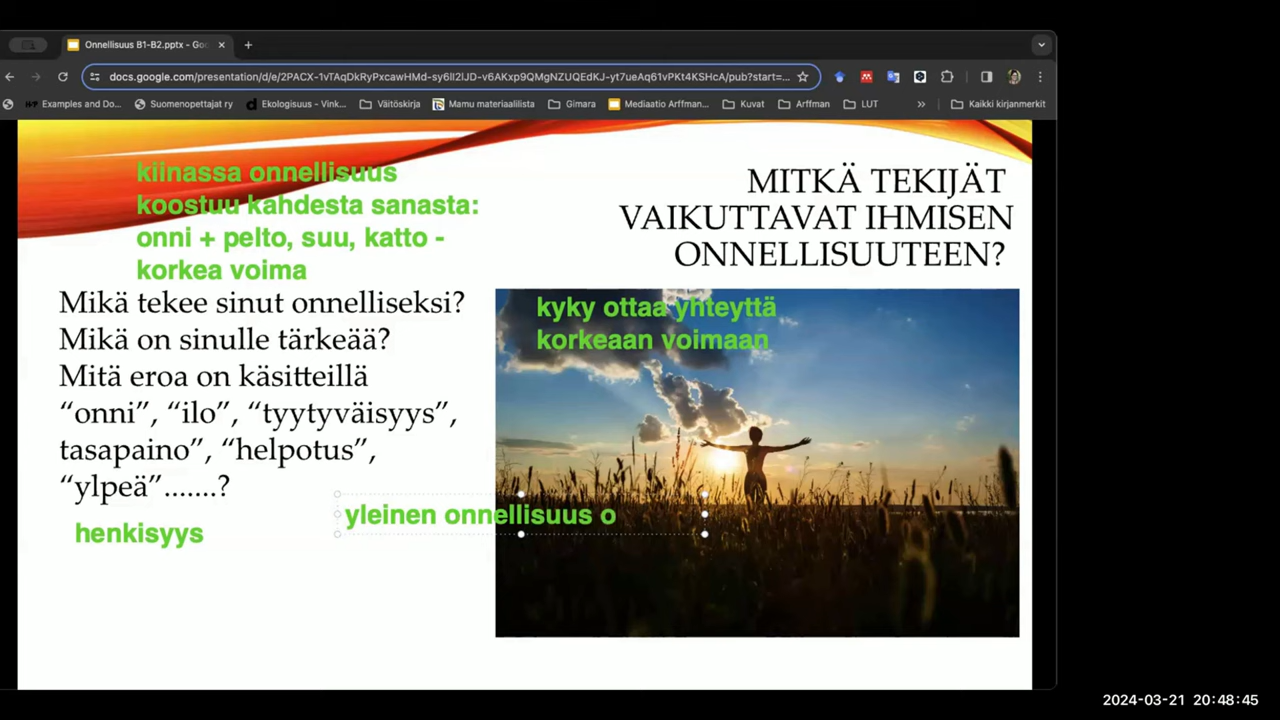 Onnellisuus B1-B2.pptx - Goo
docs.google.com/presentation/d/e/2PACX-1vTAqDkRyPxcawHMd-sy6Il2lJD-v6AKxp9QMgNZUQEdKJ-yt7ueAq61vPKt4KSHcA/pub?start=...
Examples and Do... Suomenopettajat ry Ekologisuus - Vink... Väitöskirja Mamu materiaalilista Gimara Mediaatio Arffman... Kuvat Arffman LUT » Kaikki kirjanmerkit
kiinassa onnellisuus
koostuu kahdesta sanasta:
onni + pelto, suu, katto -
korkea voima
MITKÄ TEKIJÄT
VAIKUTTAVAT IHMISEN
ONNELLISUUTEEN?
Mikä tekee sinut onnelliseksi?
Mikä on sinulle tärkeää?
Mitä eroa on käsitteillä
“onni”, “ilo”, “tyytyväisyys”,
tasapaino”, “helpotus”,
“ylpeä”.......?
kyky ottaa yhteyttä
korkeaan voimaan
yleinen onnellisuus o
henkisyys
2024-03-21 20:48:45